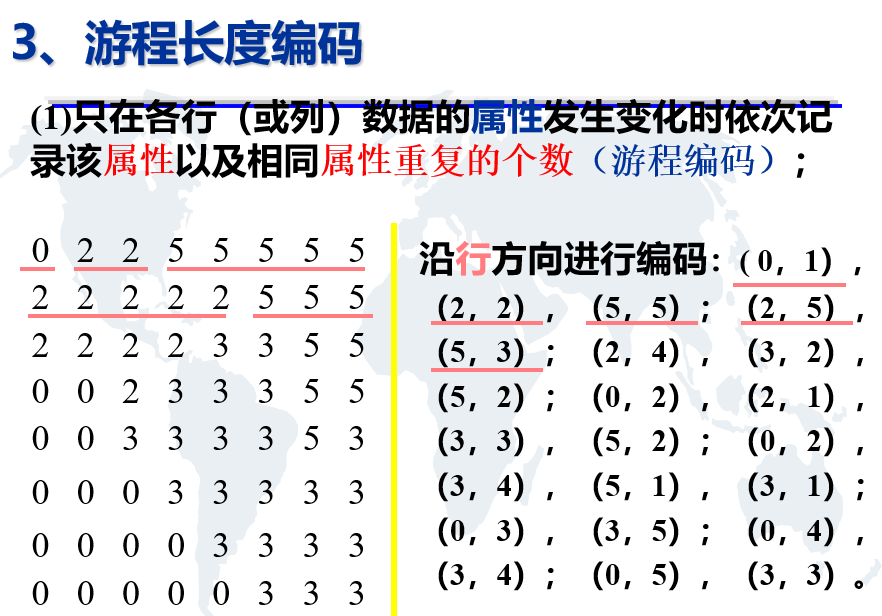 3、游程长度编码
(1)只在各行（或列）数据的属性发生变化时依次记
录该属性以及相同属性重复的个数（游程编码）；
0 2 2 5 5 5 5 5
2 2 2 2 2 5 5 5
2 2 2 2 3 3 5 5
0 0 2 3 3 3 5 5
0 0 3 3 3 3 5 3
0 0 0 3 3 3 3 3
0 0 0 0 3 3 3 3
0 0 0 0 0 3 3 3
沿行方向进行编码：( 0，1），
（2，2），（5，5）；（2，5），
（5，3）；（2，4），（3，2），
（5，2）；（0，2），（2，1），
（3，3），（5，2）；（0，2），
（3，4），（5，1），（3，1）；
（0，3），（3，5）；（0，4），
（3，4）；（0，5），（3，3）。